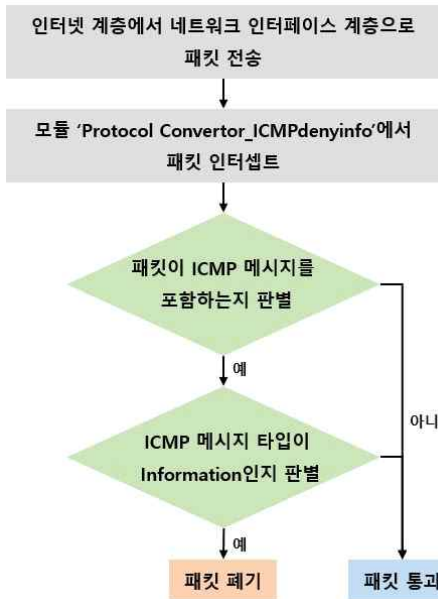 인터넷 계층에서 네트워크 인터페이스 계층으로
패킷 전송
모듈 ‘Protocol Convertor_ICMPdenyinfo’에서
패킷 인터셉트
패킷이 ICMP 메시지를
포함하는지 판별
예
아니
ICMP 메시지 타입이
Information인지 판별
예
패킷 폐기
패킷 통과